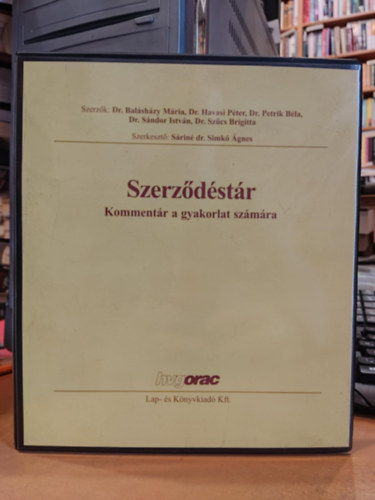 Szerzők: Dr. Balásházy Mária, Dr. Havasi Péter, Dr. Petrik Béla,
Dr. Sándor István, Dr. Szűcs Brigitta
Szerkesztő: Sáriné dr. Simkó Ágnes
Szerződéstár
Kommentár a gyakorlat számára
hvgorac
Lap- és Könyvkiadó Kft.